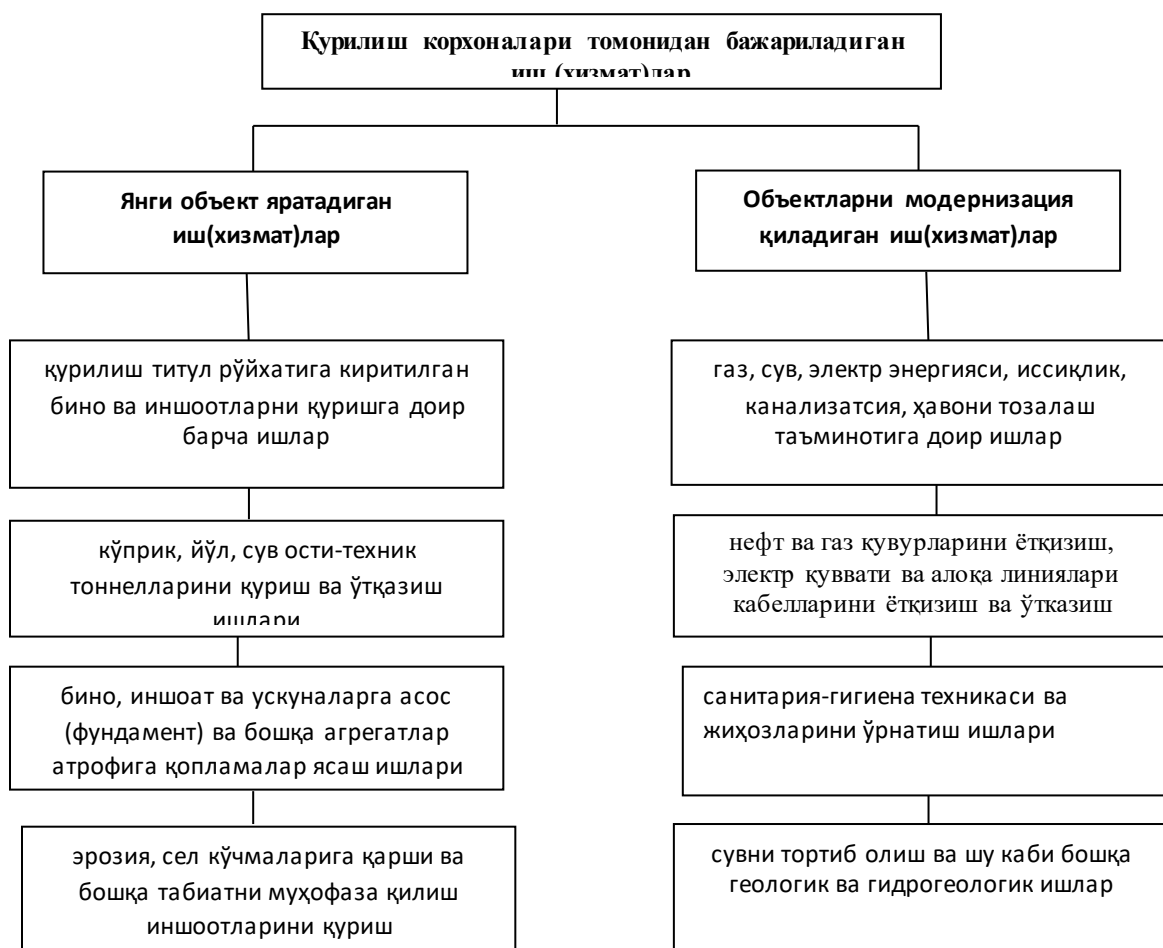 Қурилиш корхоналари томонидан бажариладиган
иш (хизмат)лар
Янги объект яратадиган
иш(хизмат)лар
Объектларни модернизация
қиладиган иш(хизмат)лар
қурилиш титул рўйхатига киритилган
бино ва иншоотларни қуришга доир
барча ишлар
газ, сув, электр энергияси, иссиқлик,
канализатсия, ҳавони тозалаш
таъминотига доир ишлар
кўприк, йўл, сув ости-техник
тоннелларини қуриш ва ўтқазиш
ишлари
нефт ва газ қувурларини ётқизиш,
электр қуввати ва алоқа линиялари
кабелларини ётқизиш ва ўтказиш
бино, иншоат ва ускуналарга асос
(фундамент) ва бошқа агрегатлар
атрофига қопламалар ясаш ишлари
санитария-гигиена техникаси ва
жиҳозларини ўрнатиш ишлари
эрозия, сел кўчмаларига қарши ва
бошқа табиатни муҳофаза қилиш
иншоотларини қуриш
сувни тортиб олиш ва шу каби бошқа
геологик ва гидрогеологик ишлар